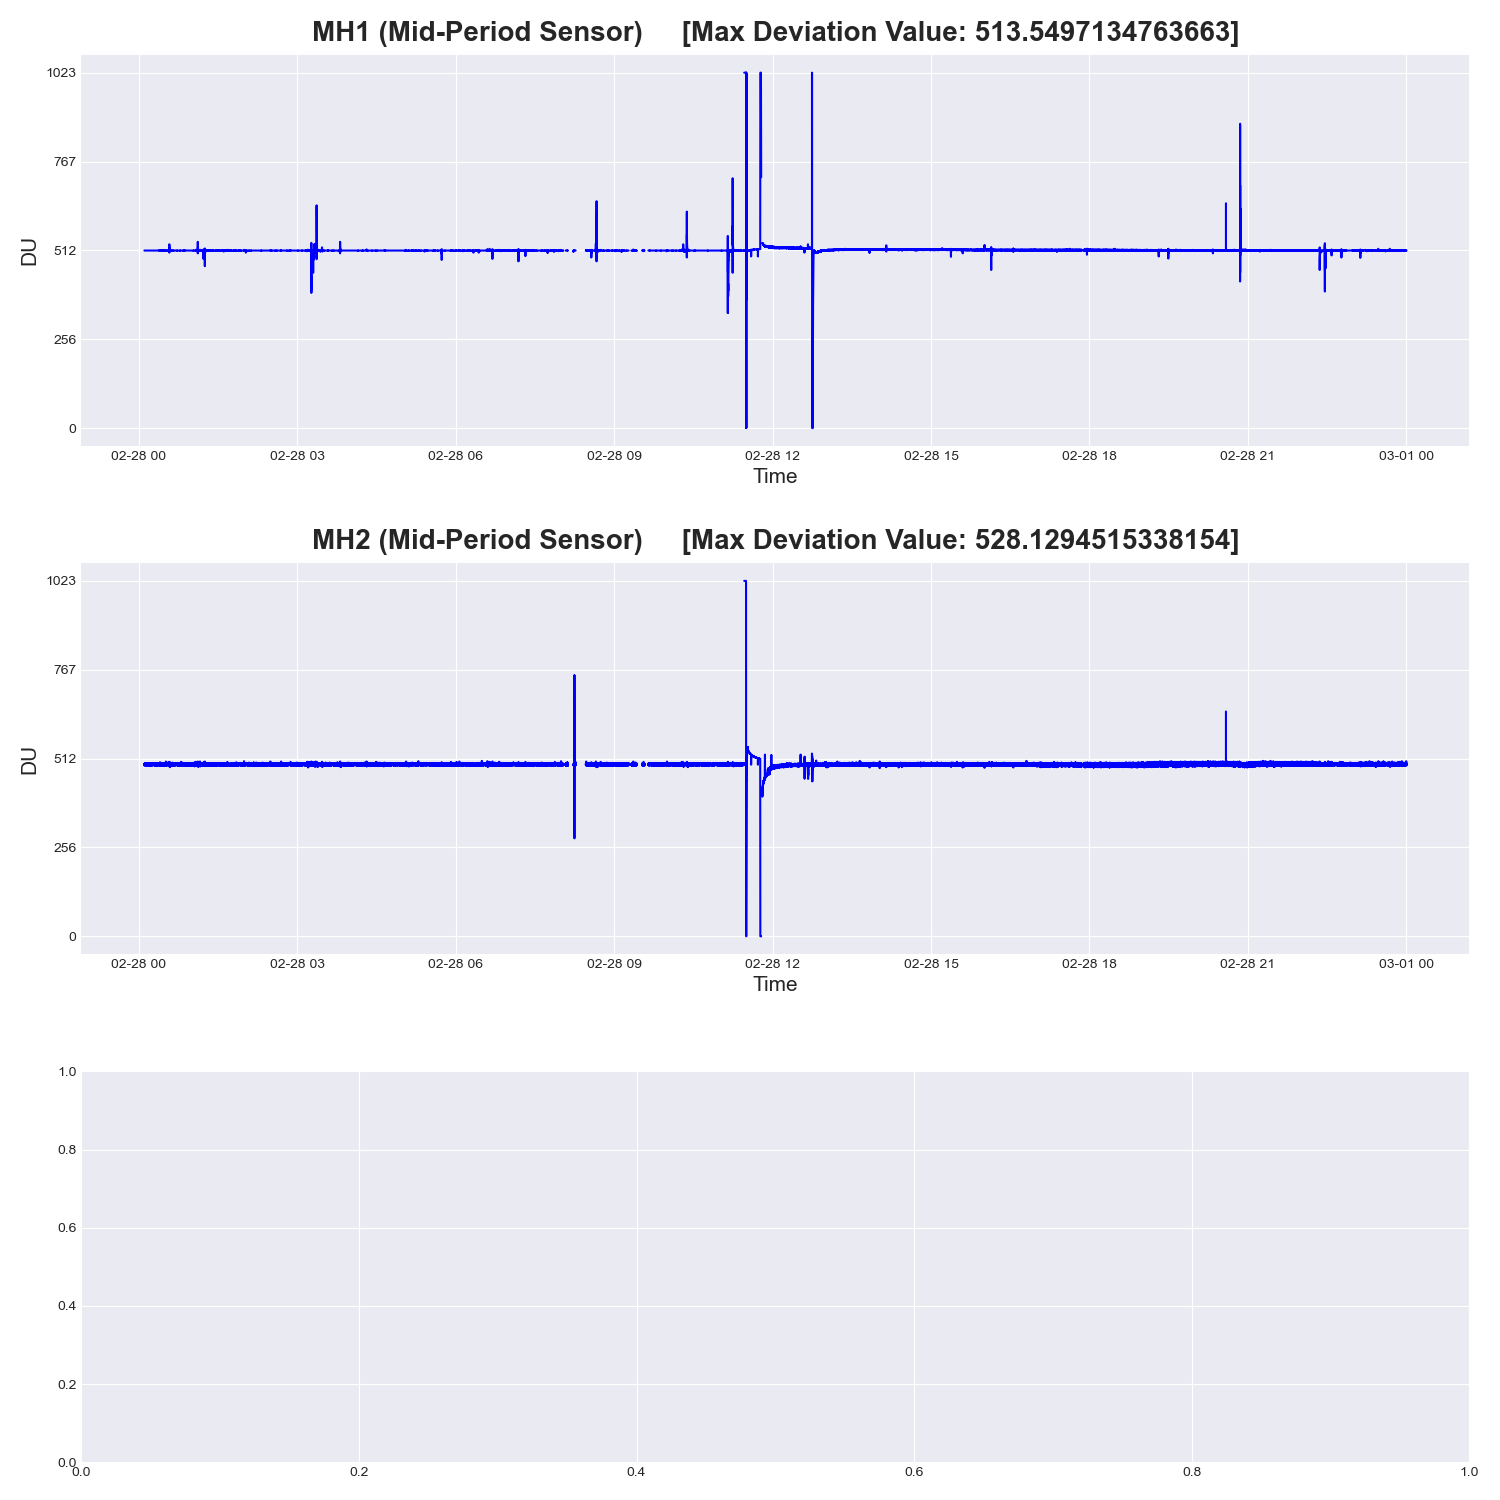 MH1 (Mid-Period Sensor) [Max Deviation Value: 513.5497134763663]
1023
767
512
256
0
DU
02-28 00 02-28 03 02-28 06 02-28 09 02-28 12 02-28 15 02-28 18 02-28 21 03-01 00
Time
MH2 (Mid-Period Sensor) [Max Deviation Value: 528.1294515338154]
1023
767
512
256
0
DU
02-28 00 02-28 03 02-28 06 02-28 09 02-28 12 02-28 15 02-28 18 02-28 21 03-01 00
Time
1.0
0.8
0.6
0.4
0.2
0.0
0.0 0.2 0.4 0.6 0.8 1.0